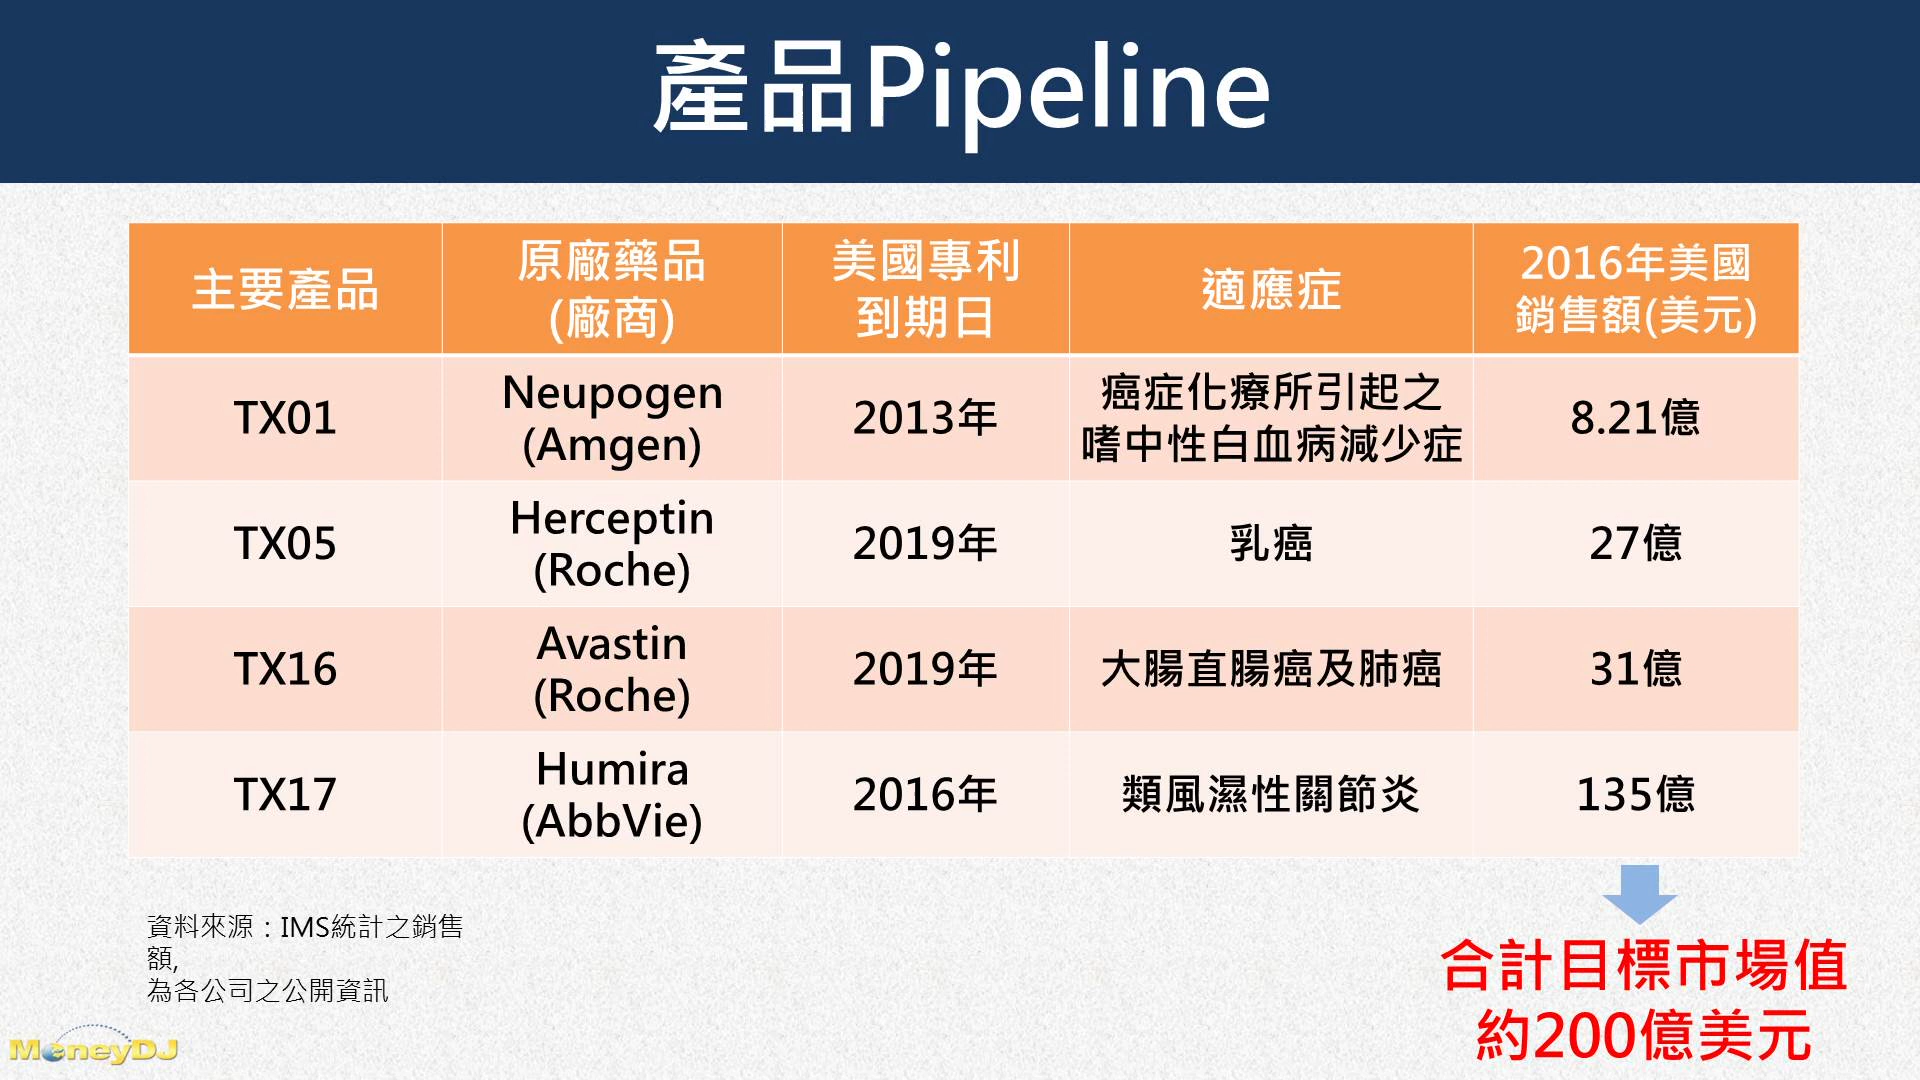 產品Pipeline
主要產品
原廠藥品
(廠商)
美國專利
到期日
適應症
2016年美國
銷售額(美元)
TX01
Neupogen
(Amgen)
2013年
癌症化療所引起之
嗜中性白血病減少症
8.21億
TX05
Herceptin
(Roche)
2019年
乳癌
27億
TX16
Avastin
(Roche)
2019年
大腸直腸癌及肺癌
31億
TX17
Humira
(AbbVie)
2016年
類風濕性關節炎
135億
資料來源：IMS統計之銷售
額,
為各公司之公開資訊
合計目標市場值
約200億美元
MoneyDJ